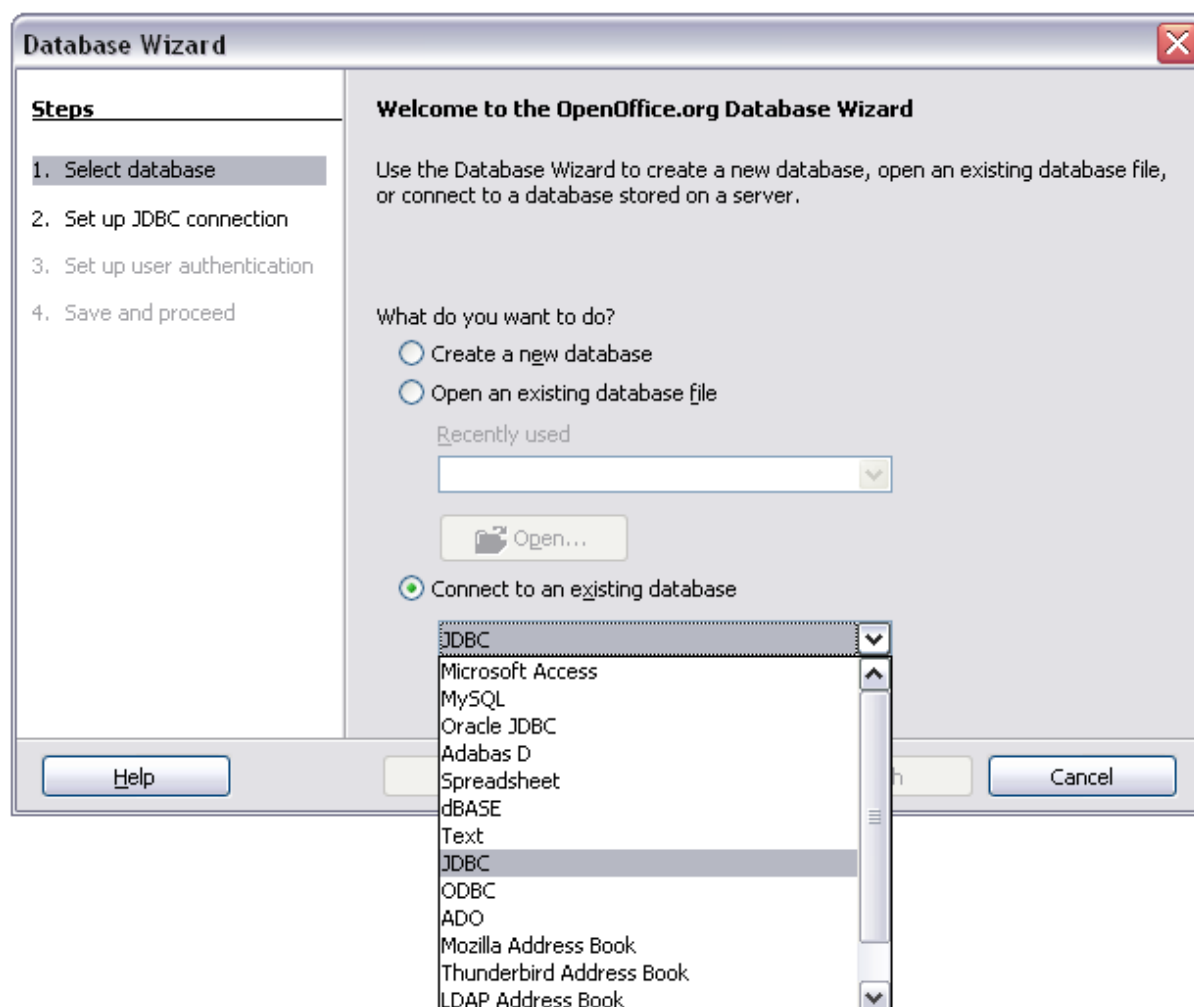 Database Wizard
Steps
1. Select database
2. Set up JDBC connection
3. Set up user authentication
4. Save and proceed
Welcome to the OpenOffice.org Database Wizard
Use the Database Wizard to create a new database, open an existing database file,
or connect to a database stored on a server.
What do you want to do?
Create a new database
Open an existing database file
Recently used
Open...
Connect to an existing database
JDBC
Microsoft Access
MySQL
Oracle JDBC
Adabas D
Spreadsheet
dBASE
Text
JDBC
ODBC
ADO
Mozilla Address Book
Thunderbird Address Book
LDAP Address Book
Help
Cancel